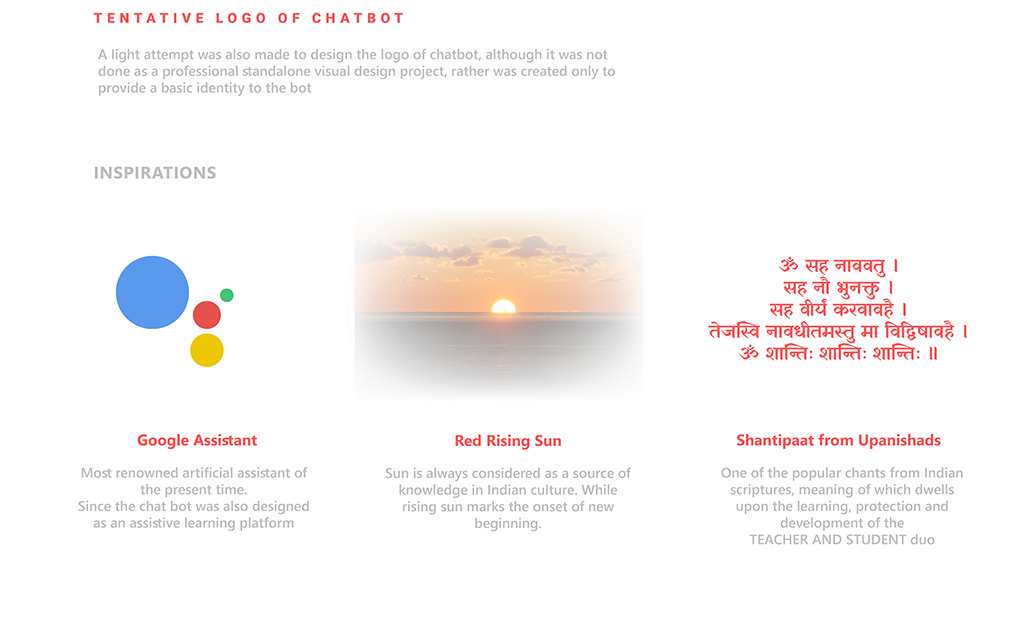 TENTATIVE LOGO OF CHATBOT
A light attempt was also made to design the logo of chatbot, although it was not
done as a professional standalone visual design project, rather was created only to
provide a basic identity to the bot
INSPIRATIONS
ॐ सह नाववतु ।
सह नौ भुनक्तु ।
सह वीर्यं करवावहै ।
तेजस्वि नावधीतमस्तु मा विद्विषावहै ।
ॐ शान्तिः शान्तिः शान्तिः ॥
Google Assistant
Most renowned artificial assistant of
the present time.
Since the chat bot was also designed
as an assistive learning platform
Red Rising Sun
Sun is always considered as a source of
knowledge in Indian culture. While
rising sun marks the onset of new
beginning.
Shantipaat from Upanishads
One of the popular chants from Indian
scriptures, meaning of which dwells
upon the learning, protection and
development of the
TEACHER AND STUDENT duo